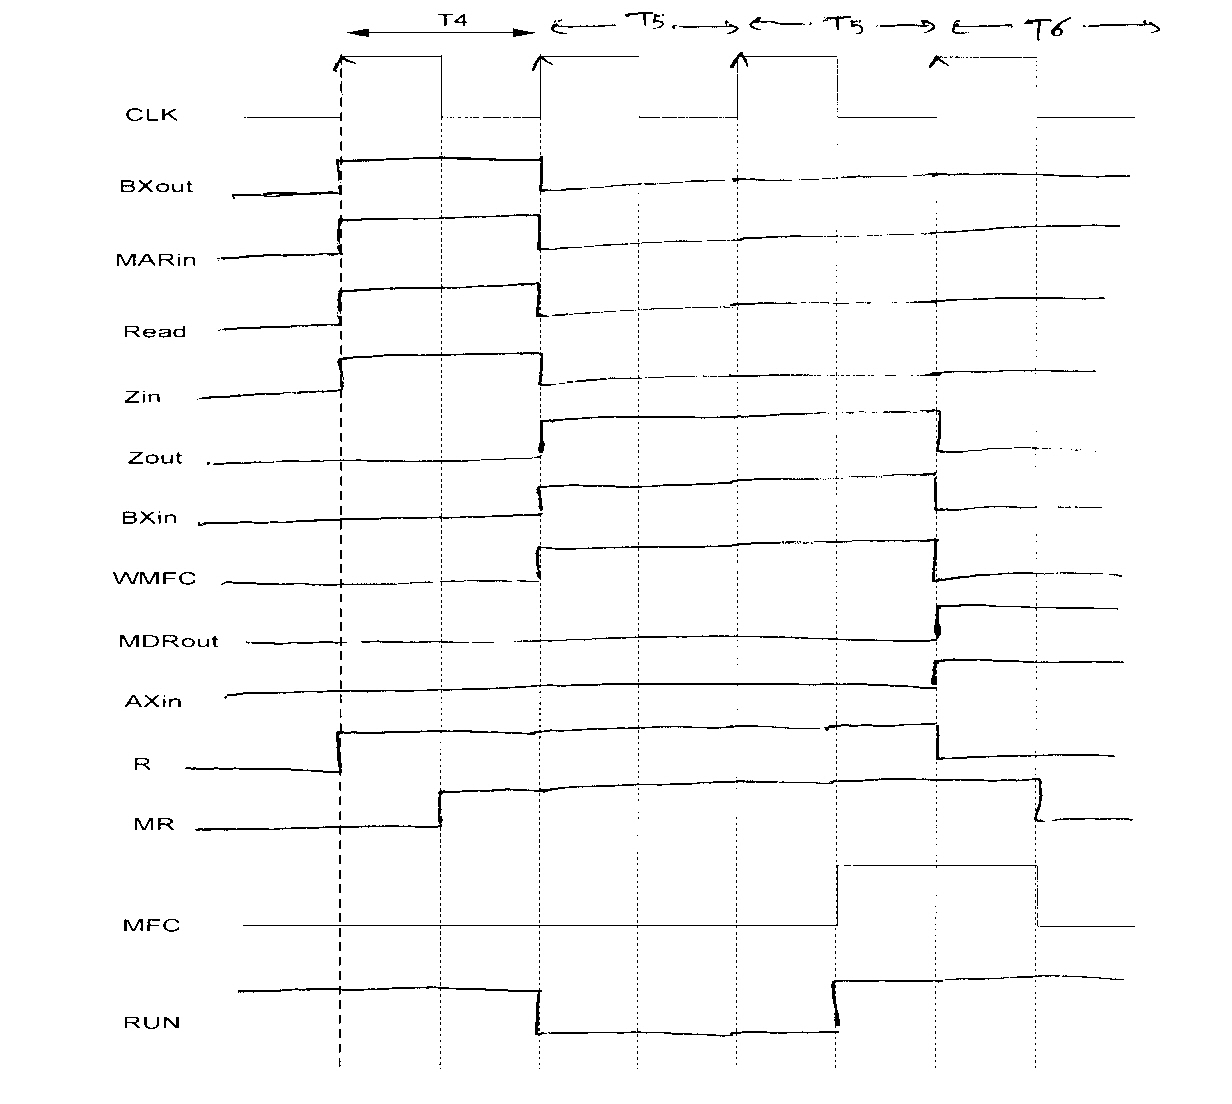 T4 T5 T5 T6
CLK
BXout
MARin
Read
Zin
Zout
BXin
WMFC
MDRout
AXin
R
MR
MFC
RUN